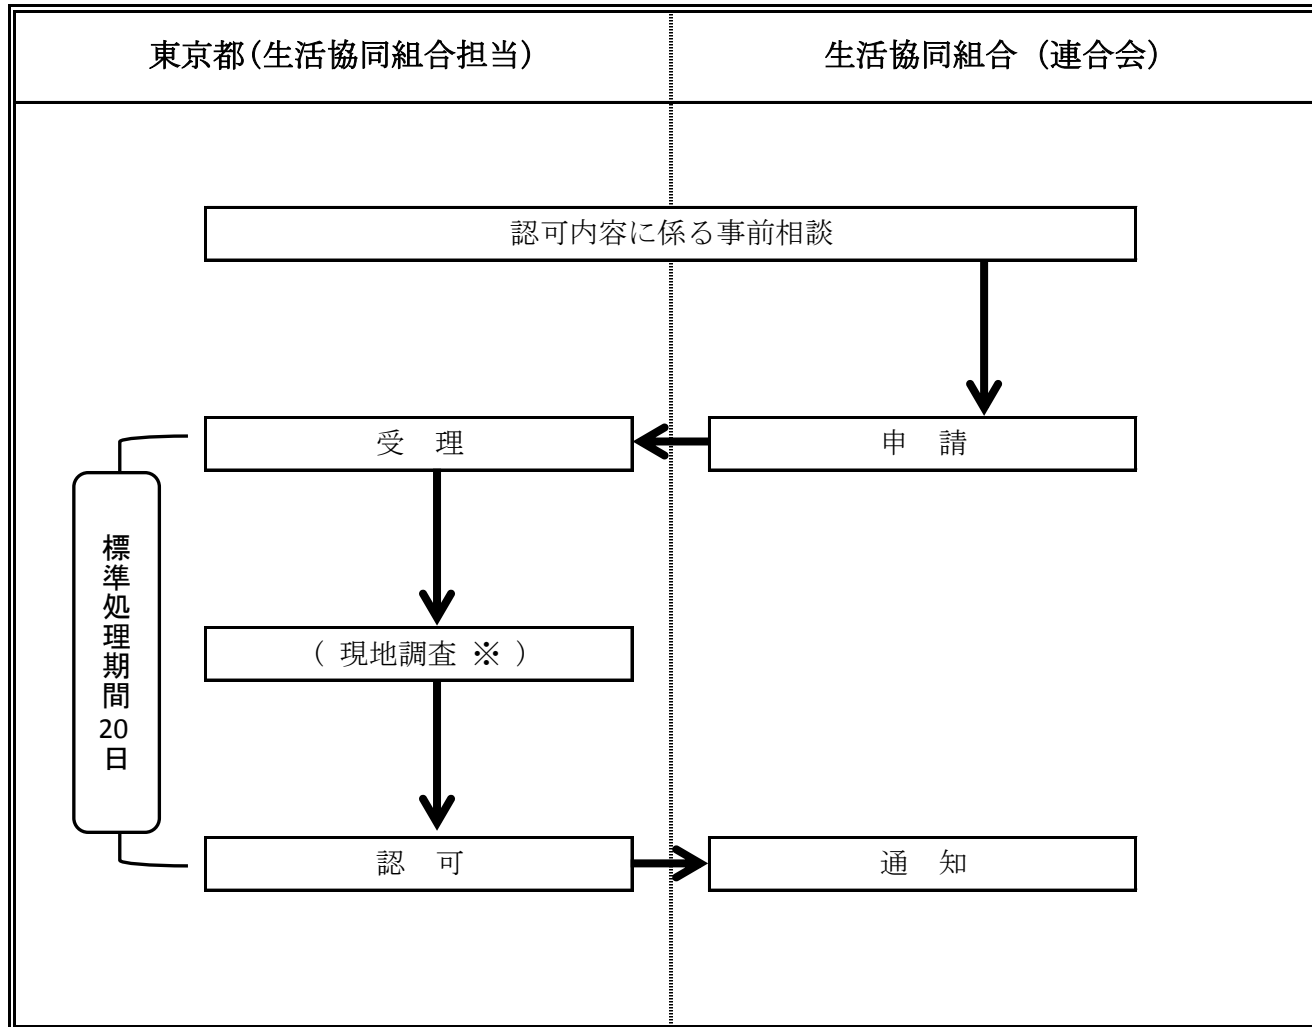 東京都(生活協同組合担当)
生活協同組合 (連合会)
認可内容に係る事前相談
受 理
申 請
標準処理期間20日
( 現地調査 ※ )
認 可
通 知